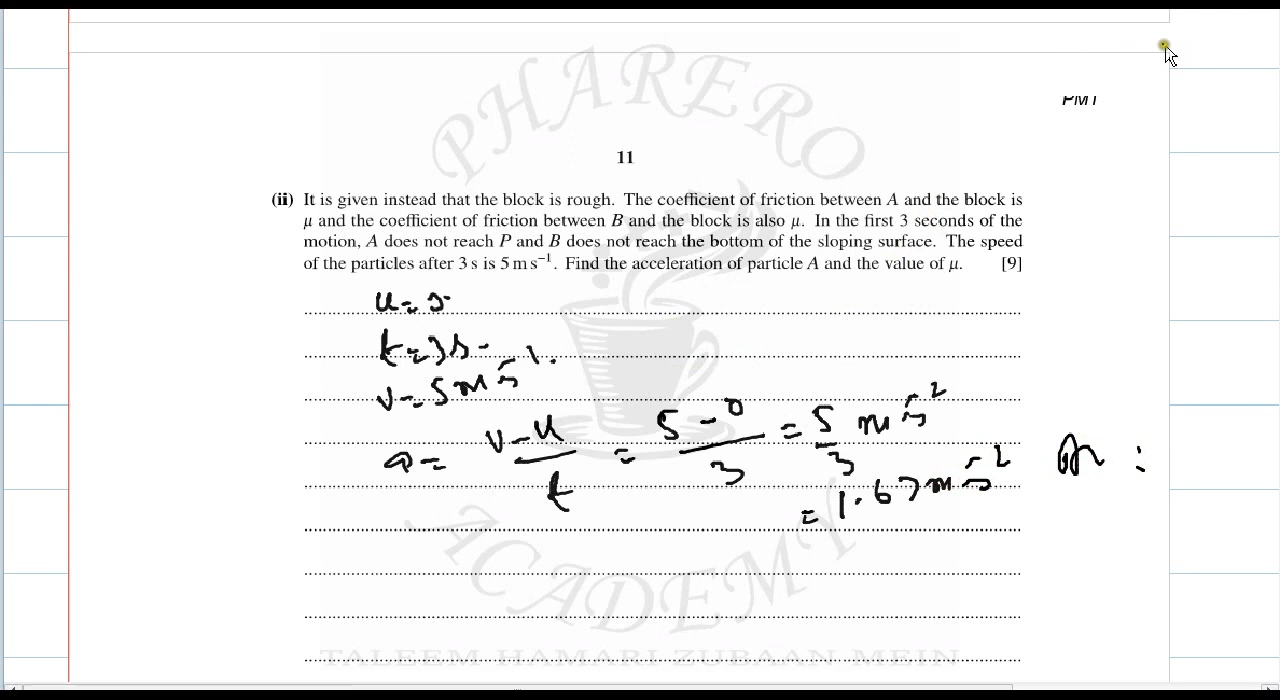 PMT
11
(ii) It is given instead that the block is rough. The coefficient of friction between A and the block is
μ and the coefficient of friction between B and the block is also μ. In the first 3 seconds of the
motion, A does not reach P and B does not reach the bottom of the sloping surface. The speed
of the particles after 3 s is 5 m s⁻¹. Find the acceleration of particle A and the value of μ. [9]
t = 3 s
v = 5 m s⁻¹.
a = v - u / t = 5 - 0 / 3 = 5 / 3 m s⁻²
= 1.67 m s⁻²
PHARERO
ACADEMY
TALEEM HAMARI ZUBAAN MEIN